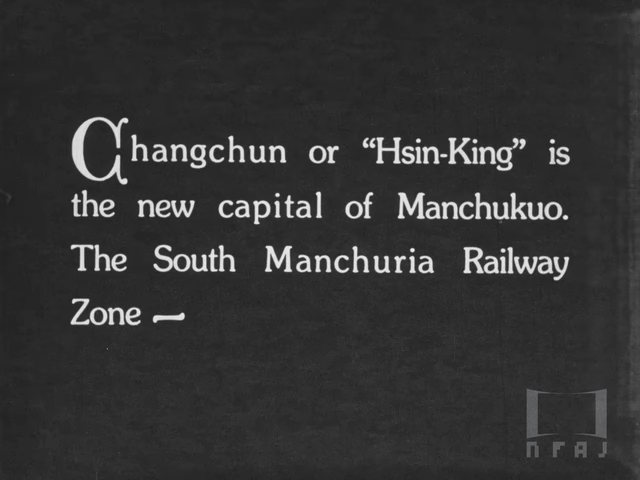 Changchun or “Hsin-King” is
the new capital of Manchukuo.
The South Manchuria Railway
Zone —
NFAJ